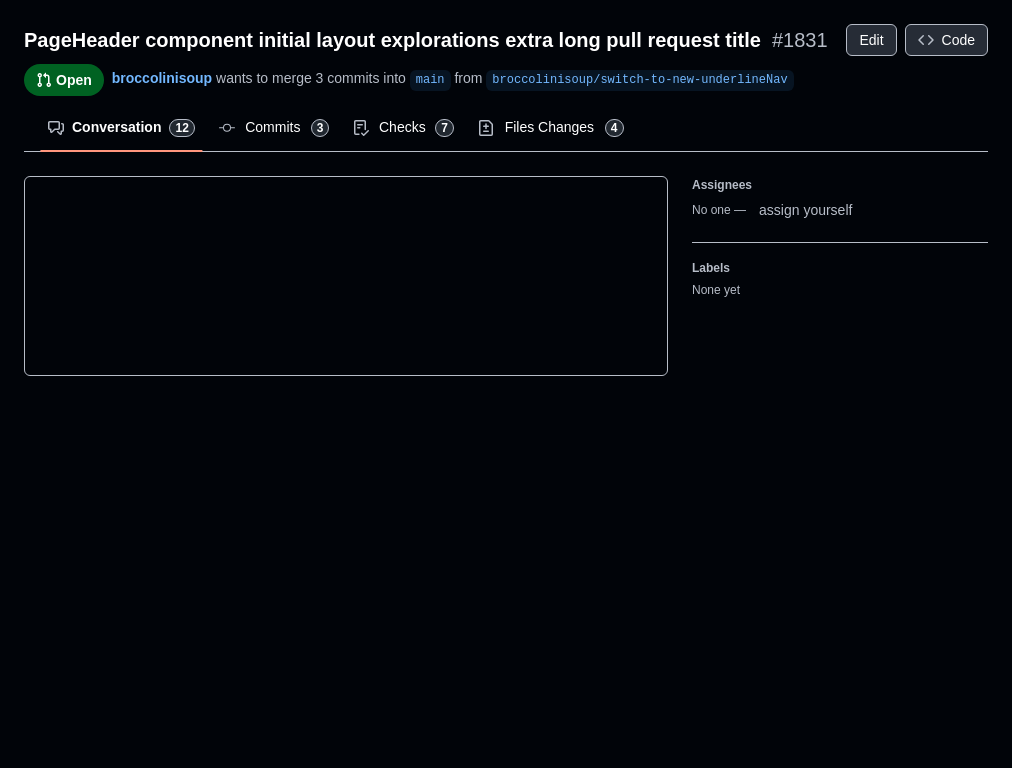 PageHeader component initial layout explorations extra long pull request title #1831 Edit Code
Open broccolinisoup wants to merge 3 commits into main from broccolinisoup/switch-to-new-underlineNav
Conversation 12 Commits 3 Checks 7 Files Changes 4
Assignees
No one — assign yourself
Labels
None yet